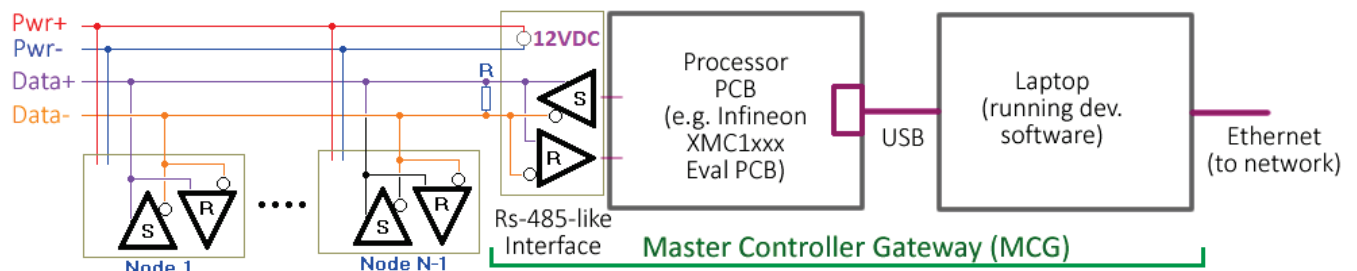 Pwr+
Pwr-
Data+
Data-
R
12VDC
S
R
S
R
S
R
Node 1
Node N-1
Rs-485-like
Interface
Processor
PCB
(e.g. Infineon
XMC1xxx
Eval PCB)
USB
Laptop
(running dev.
software)
Ethernet
(to network)
Master Controller Gateway (MCG)